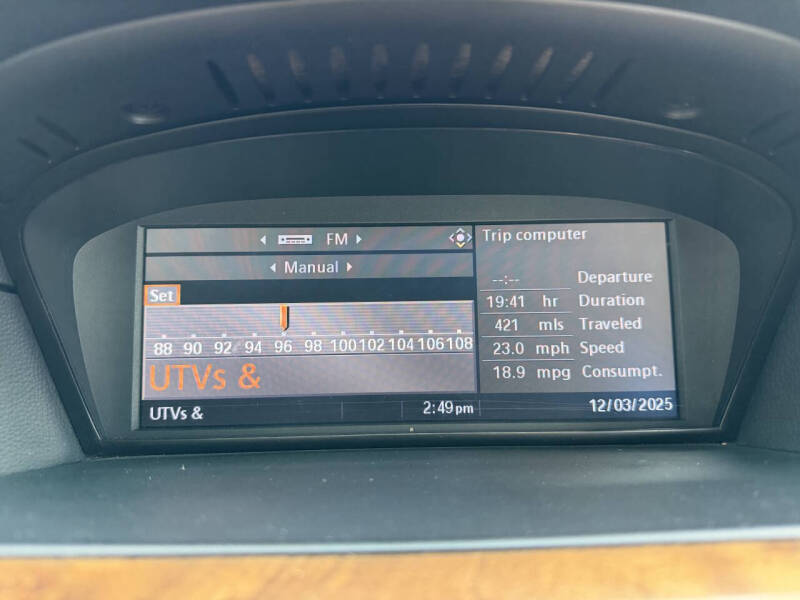 FM
Manual
Set
88 90 92 94 96 98 100 102 104 106 108
UTVs &
UTVs &
2:49 pm
Trip computer
--:-- Departure
19:41 hr Duration
421 mls Traveled
23.0 mph Speed
18.9 mpg Consumpt.
12/03/2025